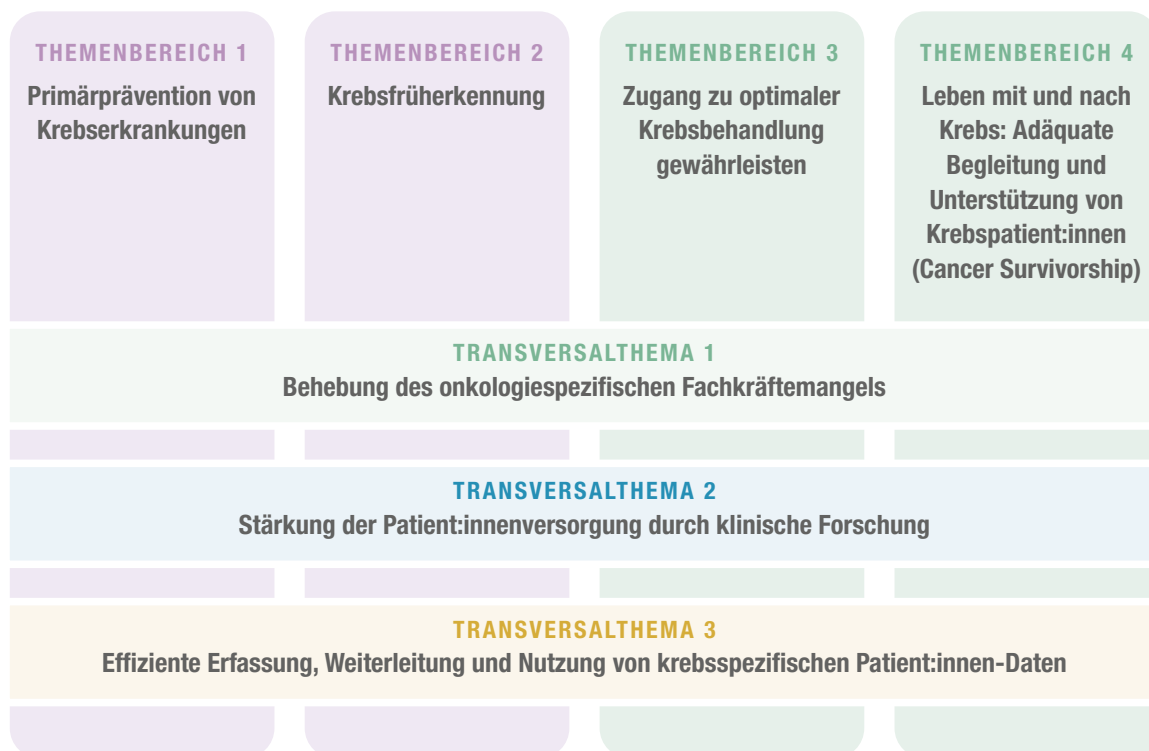 THEMENBEREICH 1
Primärprävention von
Krebserkrankungen
THEMENBEREICH 2
Krebsfrüherkennung
THEMENBEREICH 3
Zugang zu optimaler
Krebsbehandlung
gewährleisten
THEMENBEREICH 4
Leben mit und nach
Krebs: Adäquate
Begleitung und
Unterstützung von
Krebspatient:innen
(Cancer Survivorship)
TRANSVERSALTHEMA 1
Behebung des onkologiespezifischen Fachkräftemangels
TRANSVERSALTHEMA 2
Stärkung der Patient:innenversorgung durch klinische Forschung
TRANSVERSALTHEMA 3
Effiziente Erfassung, Weiterleitung und Nutzung von krebsspezifischen Patient:innen-Daten